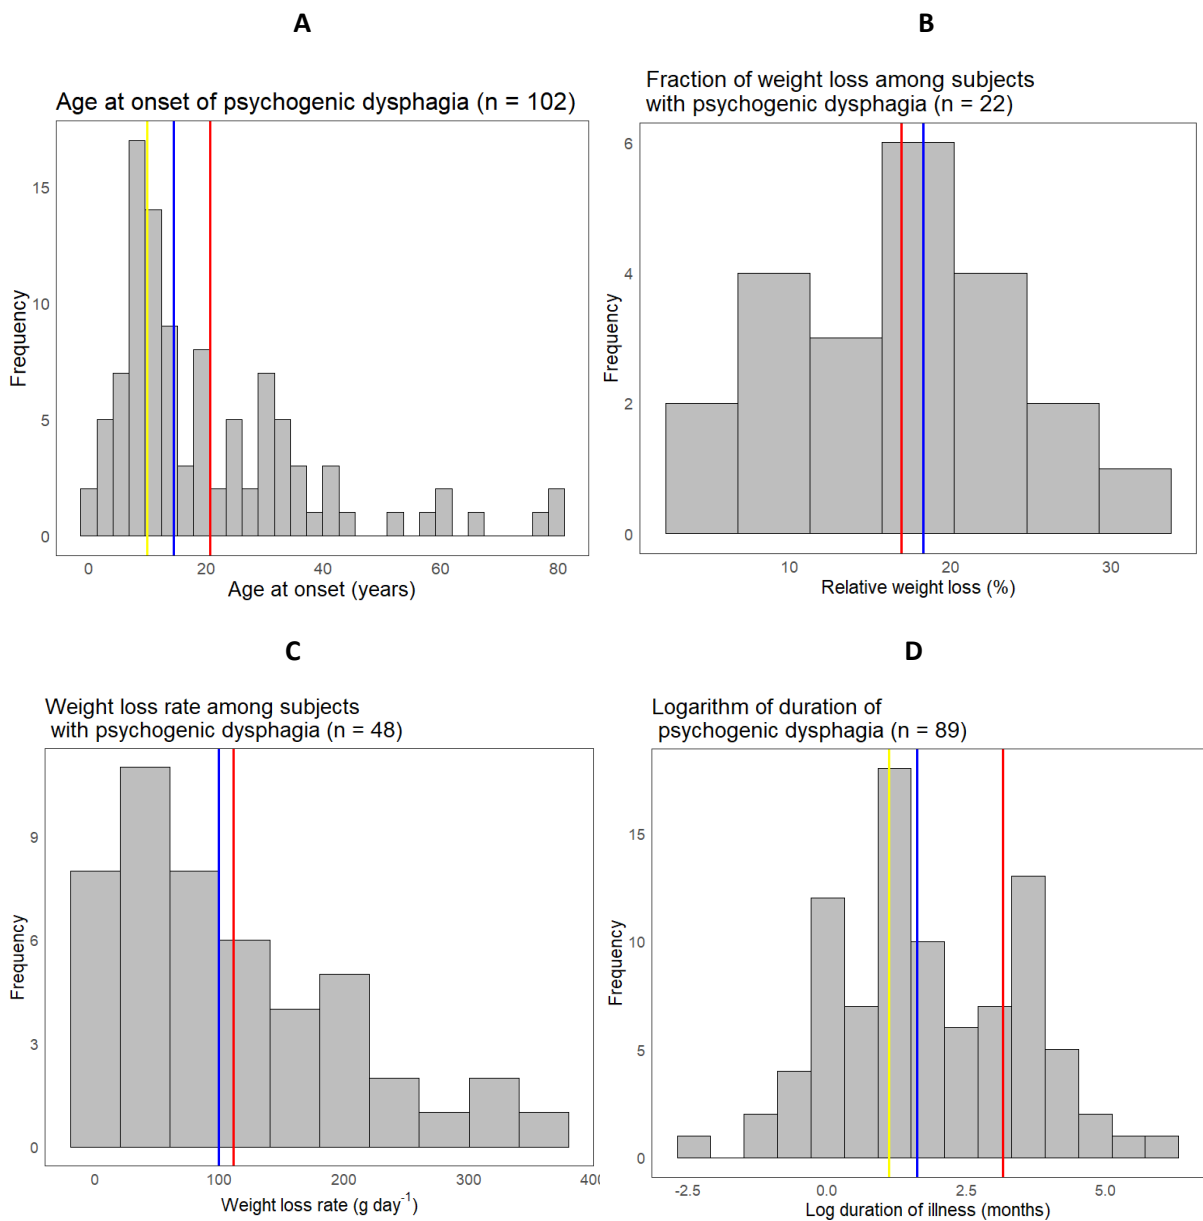 A
Age at onset of psychogenic dysphagia (n = 102)
Frequency
15
10
5
0
0 20 40 60 80
Age at onset (years)
B
Fraction of weight loss among subjects
with psychogenic dysphagia (n = 22)
Frequency
6
4
2
0
10 20 30
Relative weight loss (%)
C
Weight loss rate among subjects
with psychogenic dysphagia (n = 48)
Frequency
9
6
3
0
0 100 200 300 400
Weight loss rate (g day⁻¹)
D
Logarithm of duration of
psychogenic dysphagia (n = 89)
Frequency
15
10
5
0
-2.5 0.0 2.5 5.0
Log duration of illness (months)